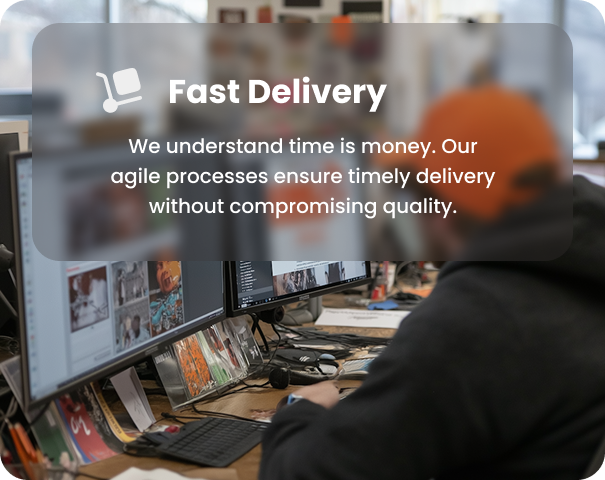 Fast Delivery
We understand time is money. Our
agile processes ensure timely delivery
without compromising quality.